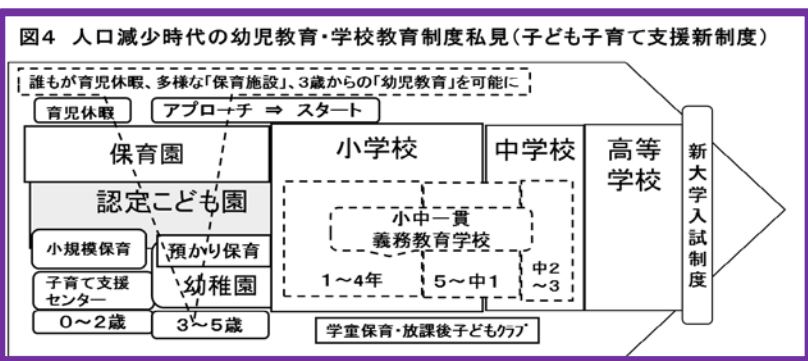 図4 人口減少時代の幼児教育・学校教育制度私見(子ども子育て支援新制度)
誰もが育児休暇、多様な「保育施設」、3歳からの「幼児教育」を可能に
育児休暇
アプローチ ⇒ スタート
保育園
認定こども園
小規模保育
預かり保育
子育て支援
センター
幼稚園
0~2歳
3~5歳
小学校
中学校
高等
学校
小中一貫
義務教育学校
1~4年
5~中1
中2
~3
学童保育・放課後子どもクラブ
新大学入試制度